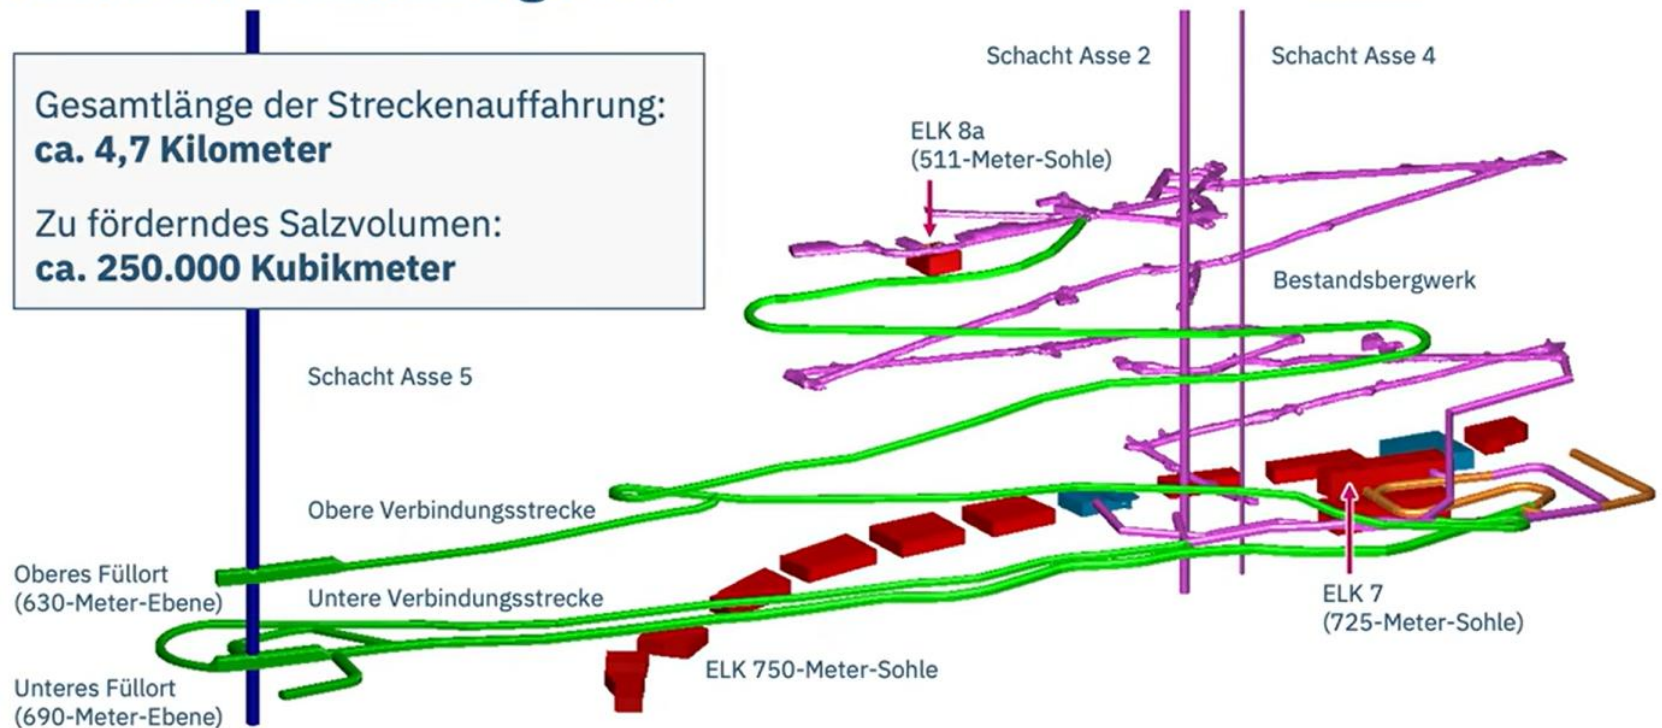 Gesamtlänge der Streckenauffahrung:
ca. 4,7 Kilometer
Zu förderndes Salzvolumen:
ca. 250.000 Kubikmeter
Schacht Asse 2
Schacht Asse 4
ELK 8a
(511-Meter-Sohle)
Bestandsbergwerk
Schacht Asse 5
Obere Verbindungsstrecke
Oberes Füllort
(630-Meter-Ebene)
Untere Verbindungsstrecke
ELK 7
(725-Meter-Sohle)
ELK 750-Meter-Sohle
Unteres Füllort
(690-Meter-Ebene)